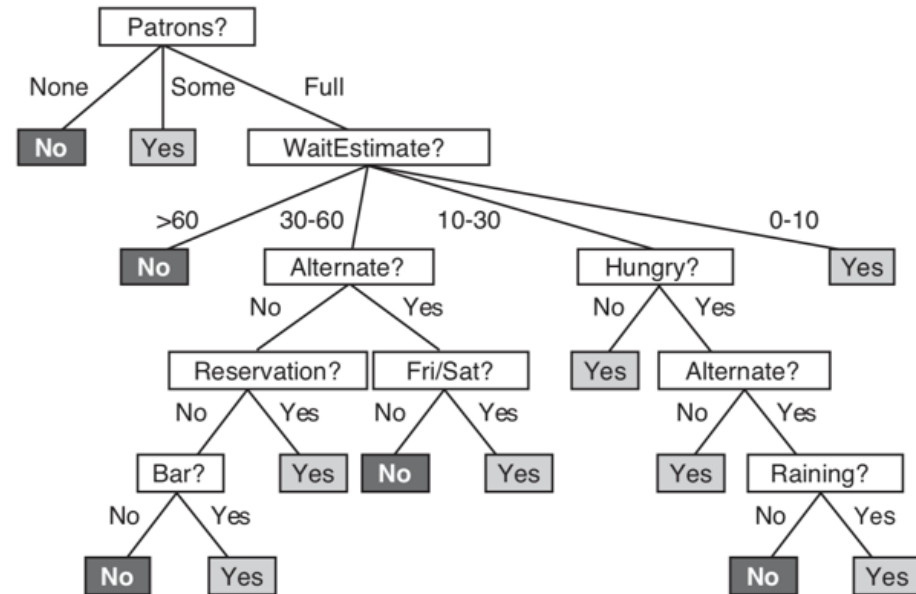 Patrons?
None Some Full
No Yes WaitEstimate?
>60 30-60 10-30 0-10
No Alternate? Hungry? Yes
No Yes No Yes
Reservation? Fri/Sat? Yes Alternate?
No Yes No Yes No Yes
Bar? Yes No Yes Yes Raining?
No Yes No Yes
No Yes No Yes